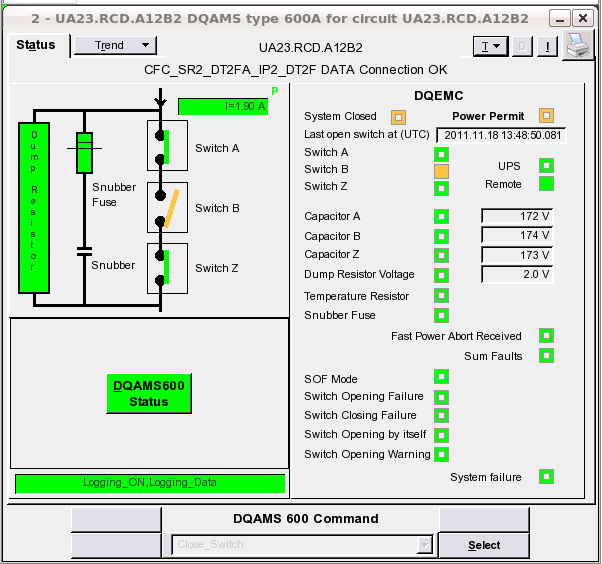 2 - UA23.RCD.A12B2 DQAMS type 600A for circuit UA23.RCD.A12B2
Status
Trend
UA23.RCD.A12B2
T
D
I
CFC_SR2_DT2FA_IP2_DT2F DATA Connection OK
P
I=1.90 A
Dump Resistor
Snubber
Fuse
Snubber
Switch A
Switch B
Switch Z
DQAMS600
Status
Logging_ON,Logging_Data
DQEMC
System Closed
Power Permit
Last open switch at (UTC) 2011.11.18 13:48:50.081
Switch A
Switch B
UPS
Switch Z
Remote
Capacitor A 172 V
Capacitor B 174 V
Capacitor Z 173 V
Dump Resistor Voltage 2.0 V
Temperature Resistor
Snubber Fuse
Fast Power Abort Received
Sum Faults
SOF Mode
Switch Opening Failure
Switch Closing Failure
Switch Opening by itself
Switch Opening Warning
System failure
DQAMS 600 Command
Close_Switch
Select